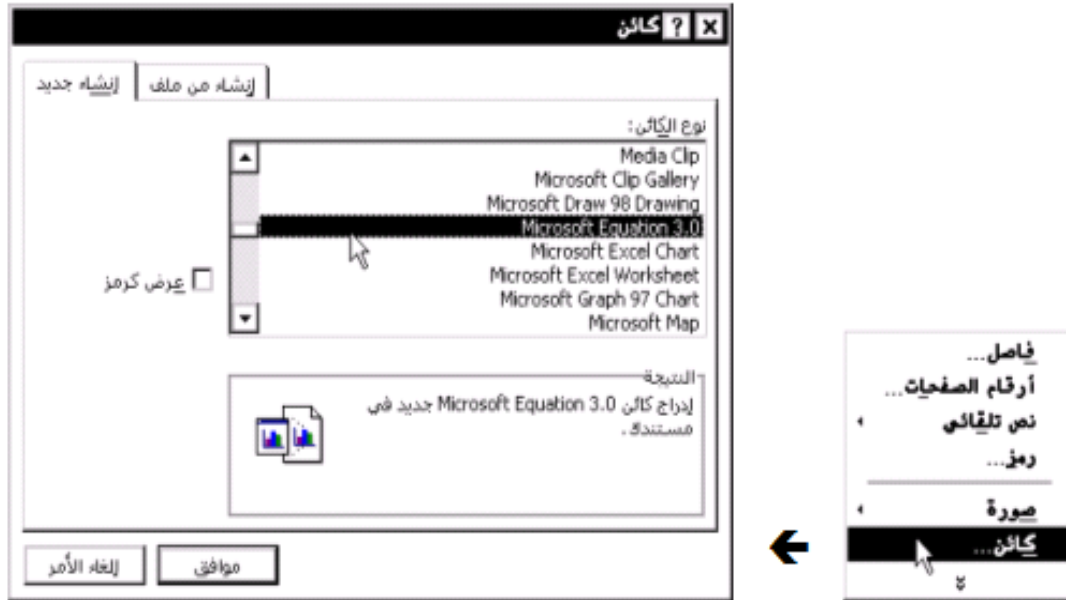 فاصل...
أرقام الصفحات...
نص تلقائي
رمز...
صورة
كائن...
كائن
إنشاء جديد
إنشاء من ملف
نوع الكائن:
Media Clip
Microsoft Clip Gallery
Microsoft Draw 98 Drawing
Microsoft Equation 3.0
Microsoft Excel Chart
Microsoft Excel Worksheet
Microsoft Graph 97 Chart
Microsoft Map
عرض كرمز
النتيجة
إدراج كائن Microsoft Equation 3.0 جديد في
مستندك.
موافق
إلغاء الأمر